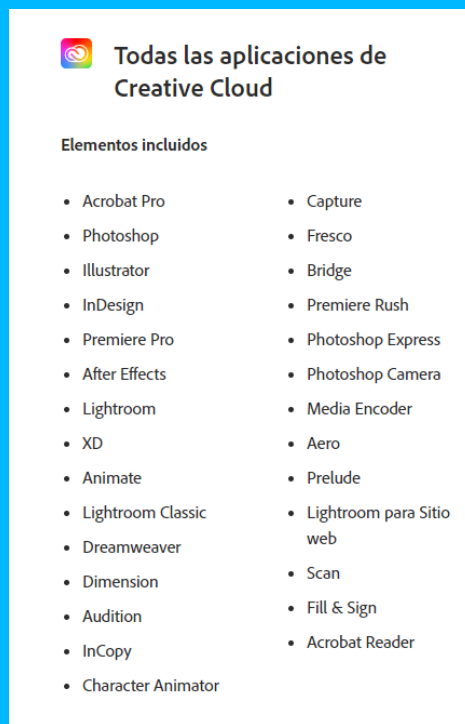 Todas las aplicaciones de
Creative Cloud
Elementos incluidos
Acrobat Pro
Photoshop
Illustrator
InDesign
Premiere Pro
After Effects
Lightroom
XD
Animate
Lightroom Classic
Dreamweaver
Dimension
Audition
InCopy
Character Animator
Capture
Fresco
Bridge
Premiere Rush
Photoshop Express
Photoshop Camera
Media Encoder
Aero
Prelude
Lightroom para Sitio
web
Scan
Fill & Sign
Acrobat Reader